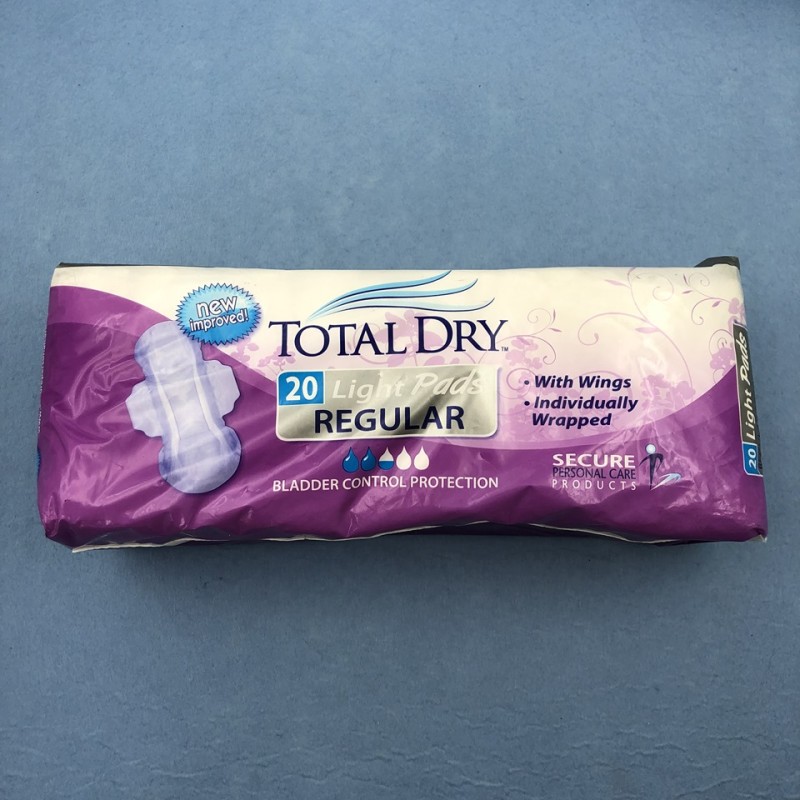 new
improved!
TOTAL DRY™
20 Light Pads
REGULAR
BLADDER CONTROL PROTECTION
• With Wings
• Individually
Wrapped
SECURE
PERSONAL CARE
PRODUCTS
20 Light Pads